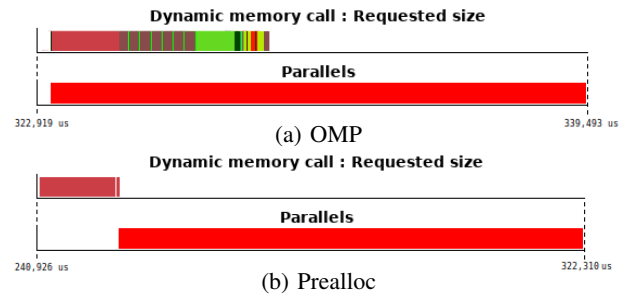 Dynamic memory call : Requested size
Parallels
322,919 us
339,493 us
(a) OMP
Dynamic memory call : Requested size
Parallels
240,926 us
322,310 us
(b) Prealloc